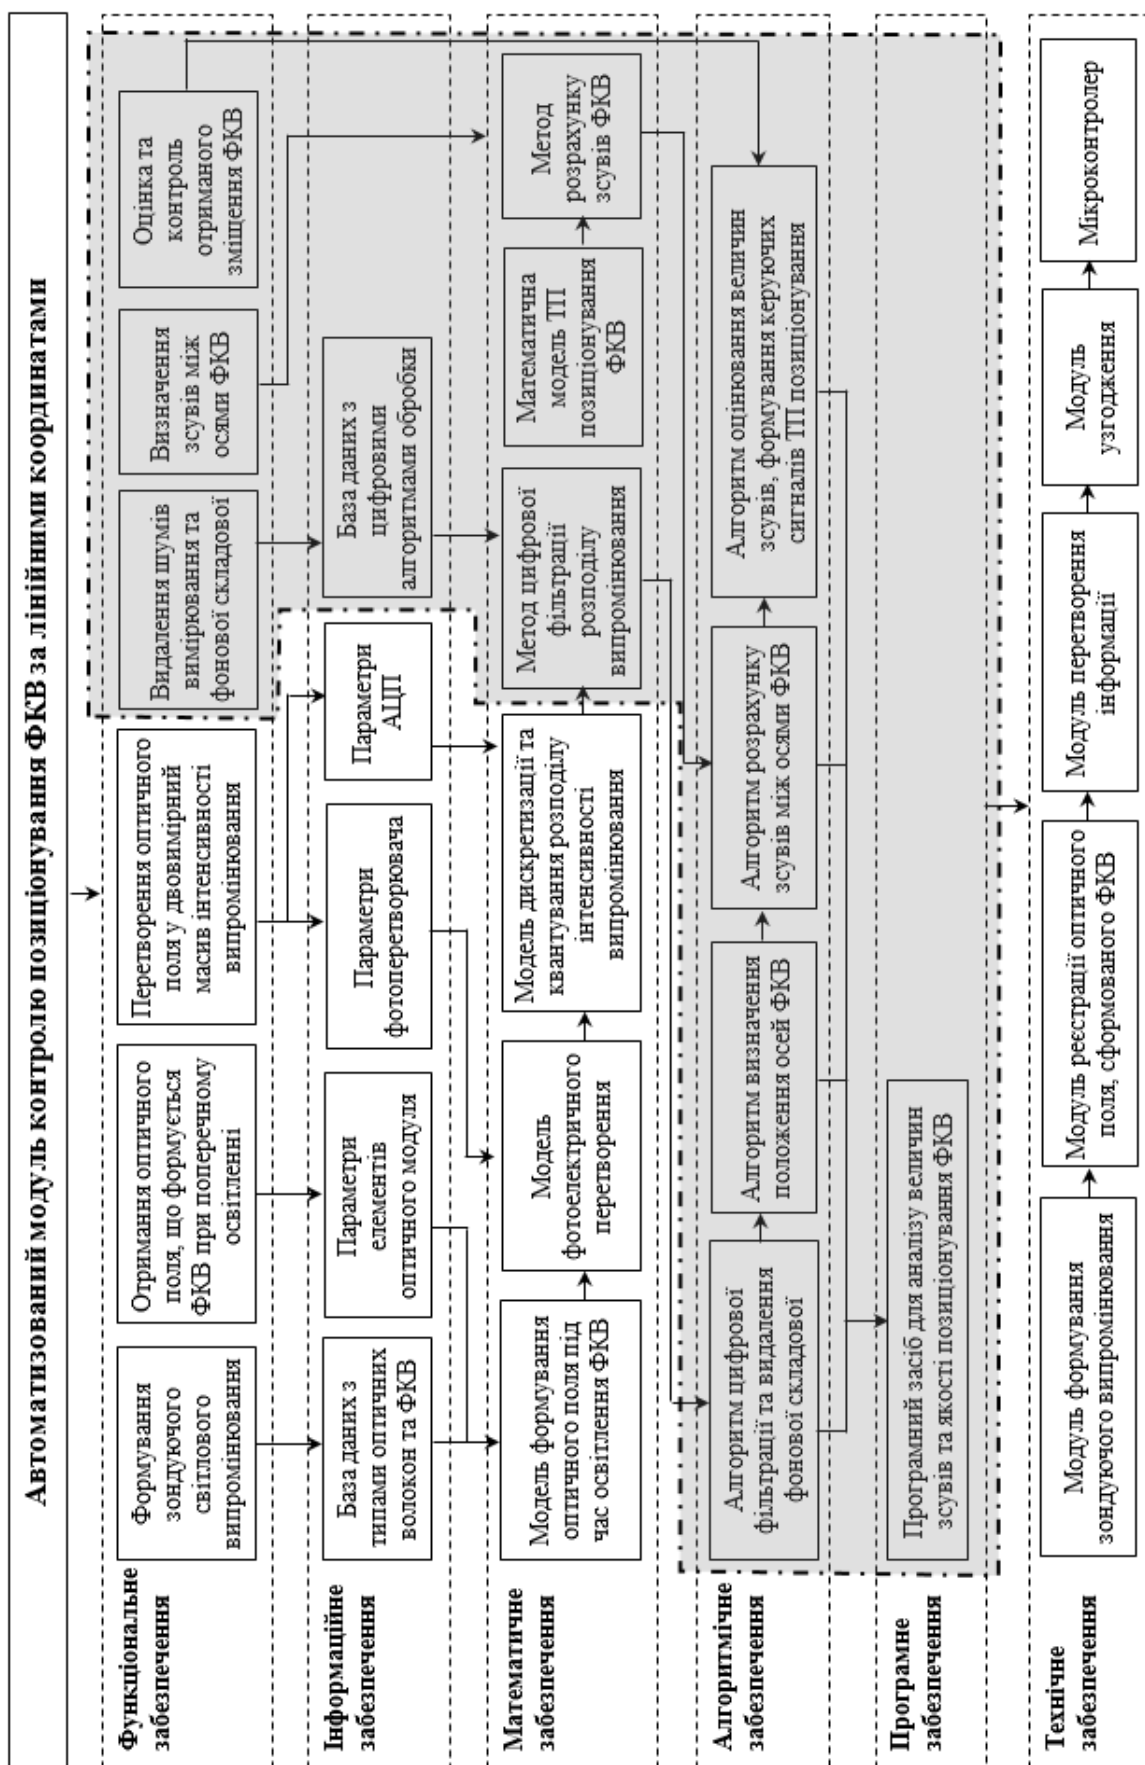 Автоматизований модуль контролю позиціонування ФКВ за лінійними координатами
Функціональне
забезпечення
Формування
зондуючого
світлового
випромінювання
Отримання оптичного
поля, що формується
ФКВ при поперечному
освітленні
Перетворення оптичного
поля у двовимірний
масив інтенсивності
випромінювання
Видалення шумів
вимірювання та
фонової складової
Визначення
зсувів між
осями ФКВ
Оцінка та
контроль
отриманого
зміщення ФКВ
Інформаційне
забезпечення
База даних з
типами оптичних
волокон та ФКВ
Параметри
елементів
оптичного модуля
Параметри
фотоперетворювача
Параметри
АЦП
База даних з
цифровими
алгоритмами обробки
Математичне
забезпечення
Модель формування
оптичного поля під
час освітлення ФКВ
Модель
фотоелектричного
перетворення
Модель дискретизації та
квантування розподілу
інтенсивності
випромінювання
Метод цифрової
фільтрації
розподілу
випромінювання
Математична
модель ТП
позиціонування
ФКВ
Метод
розрахунку
зсувів ФКВ
Алгоритмічне
забезпечення
Алгоритм цифрової
фільтрації та видалення
фонової складової
Алгоритм визначення
положення осей ФКВ
Алгоритм розрахунку
зсувів між осями ФКВ
Алгоритм оцінювання величин
зсувів, формування керуючих
сигналів ТП позиціонування
Програмне
забезпечення
Програмний засіб для аналізу величин
зсувів та якості позиціонування ФКВ
Технічне
забезпечення
Модуль формування
зондуючого випромінювання
Модуль реєстрації оптичного
поля, сформованого ФКВ
Модуль перетворення
інформації
Модуль
узгодження
Мікроконтролер